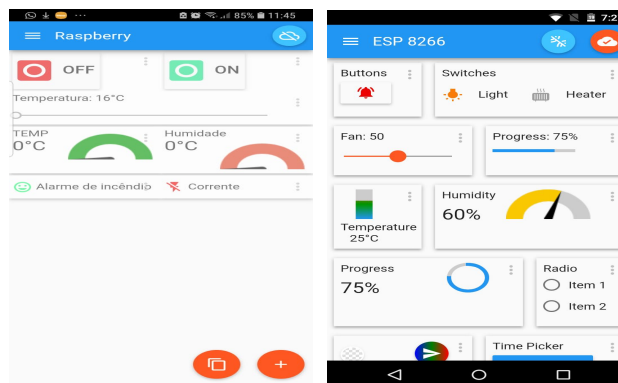 85% 11:45
Raspberry
OFF
ON
Temperatura: 16°C
TEMP
0°C
Humidade
0°C
Alarme de incêndio
Corrente
7:2
ESP 8266
Buttons
Switches
Light
Heater
Fan: 50
Progress: 75%
Temperature
25°C
Humidity
60%
Progress
75%
Radio
Item 1
Item 2
Time Picker